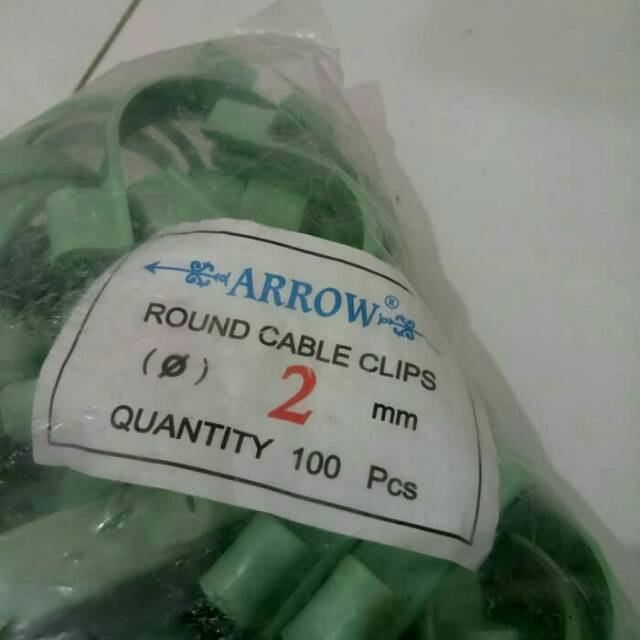 ARROW®
ROUND CABLE CLIPS
(Ø) 2 mm
QUANTITY 100 Pcs